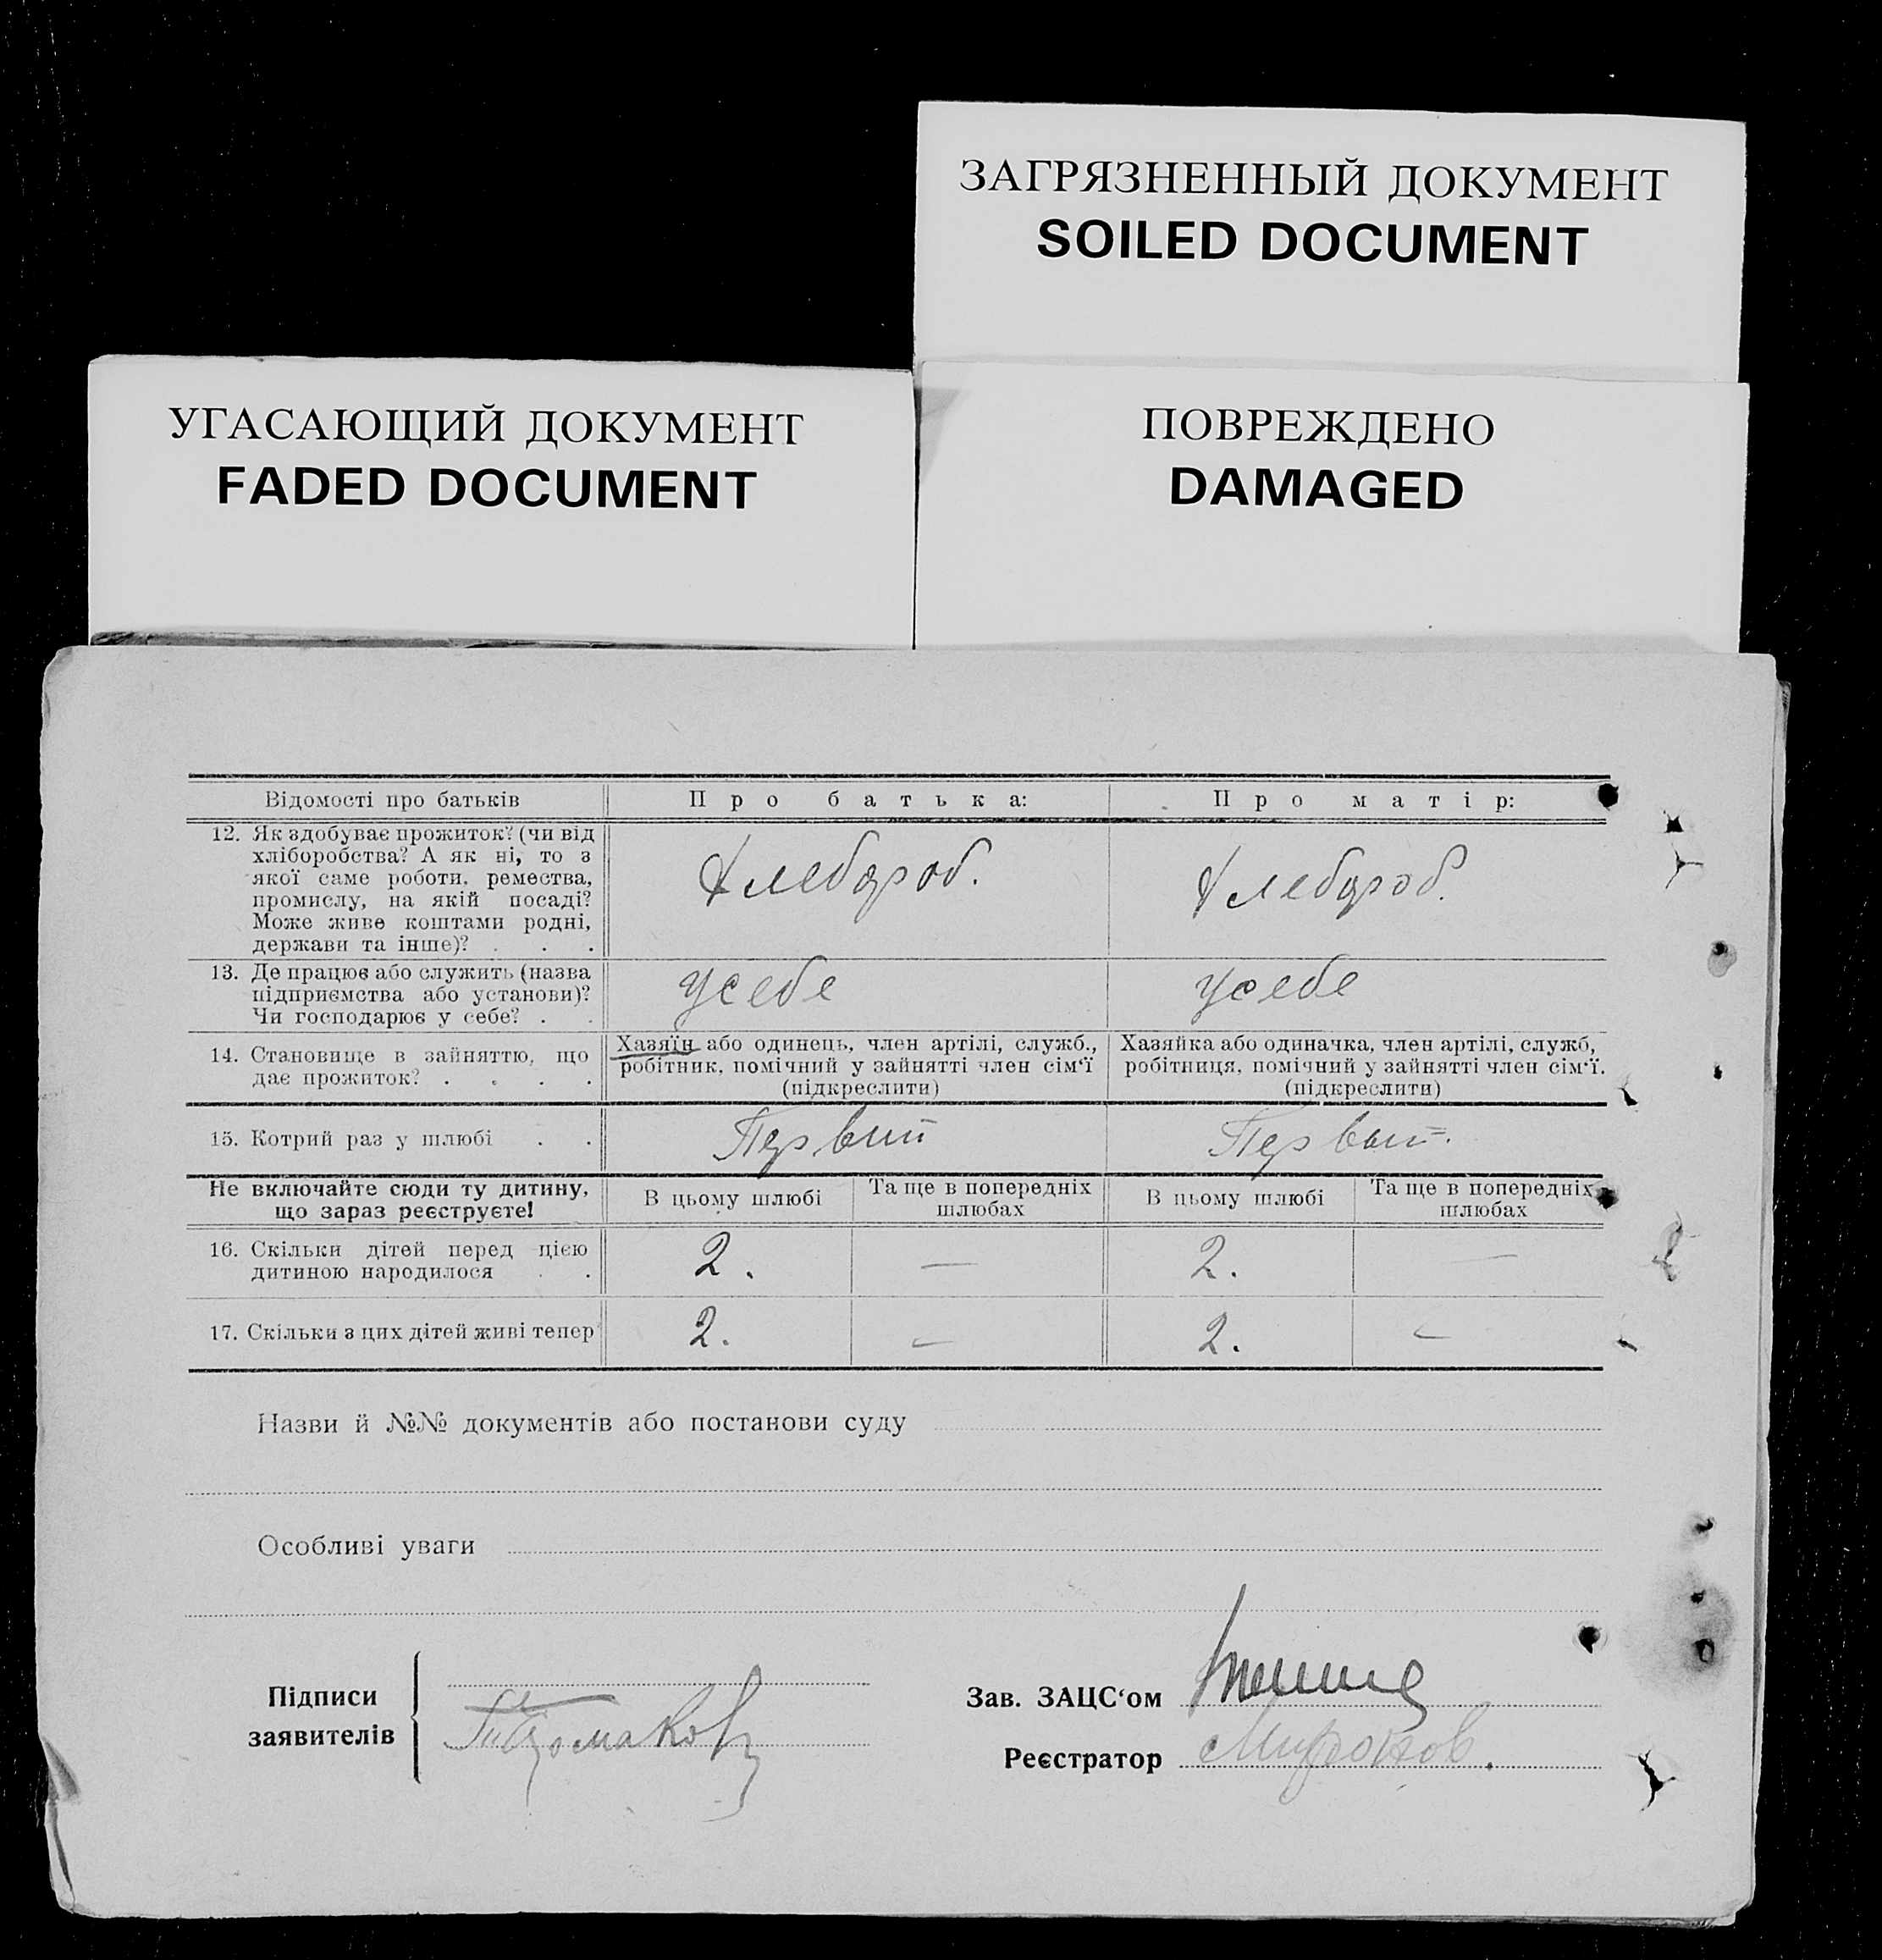 ЗАГРЯЗНЕННЫЙ ДОКУМЕНТ
SOILED DOCUMENT
УГАСАЮЩИЙ ДОКУМЕНТ
FADED DOCUMENT
ПОВРЕЖДЕНО
DAMAGED
Відомості про батьків
Про батька:
Про матір:
12. Як здобуває прожиток? (чи від
хліборобства? А як ні, то з
якої саме роботи, ремества,
промислу, на якій посаді?
Може живе коштами родні,
держави та інше)? . . .
Хлебороб.
Хлебороб.
13. Де працює або служить (назва
підприємства або установи)?
Чи господарює у себе? . .
У себе
У себе
14. Становище в зайняттю, що
дає прожиток? . . . .
Хазяїн або одинець, член артілі, служб.,
робітник, помічний у зайнятті член сім'ї
(підкреслити)
Хазяйка або одиначка, член артілі, служб,
робітниця, помічний у зайнятті член сім'ї.
(підкреслити)
15. Котрий раз у шлюбі . .
Первий
Первый.
Не включайте сюди ту дитину,
що зараз реєструєте!
В цьому шлюбі
Та ще в попередніх
шлюбах
В цьому шлюбі
Та ще в попередніх
шлюбах
16. Скільки дітей перед цією
дитиною народилося . .
2.
—
2.
—
17. Скільки з цих дітей живі тепер
2.
—
2.
—
Назви й №№ документів або постанови суду
Особливі уваги
Підписи
заявителів
Зав. ЗАЦС'ом
Реєстратор
Миронов.